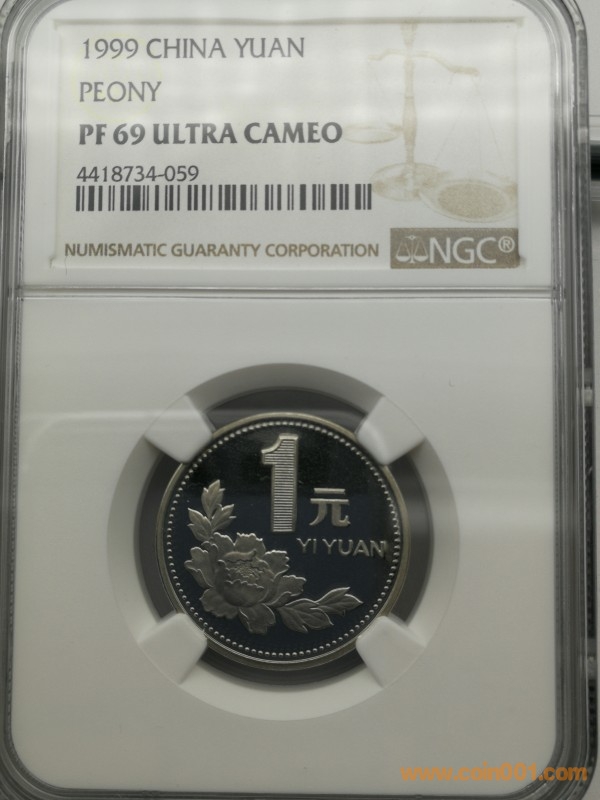 1999 CHINA YUAN
PEONY
PF 69 ULTRA CAMEO
4418734-059
NUMISMATIC GUARANTY CORPORATION
NGC®
1元
YI YUAN
www.coin001.com